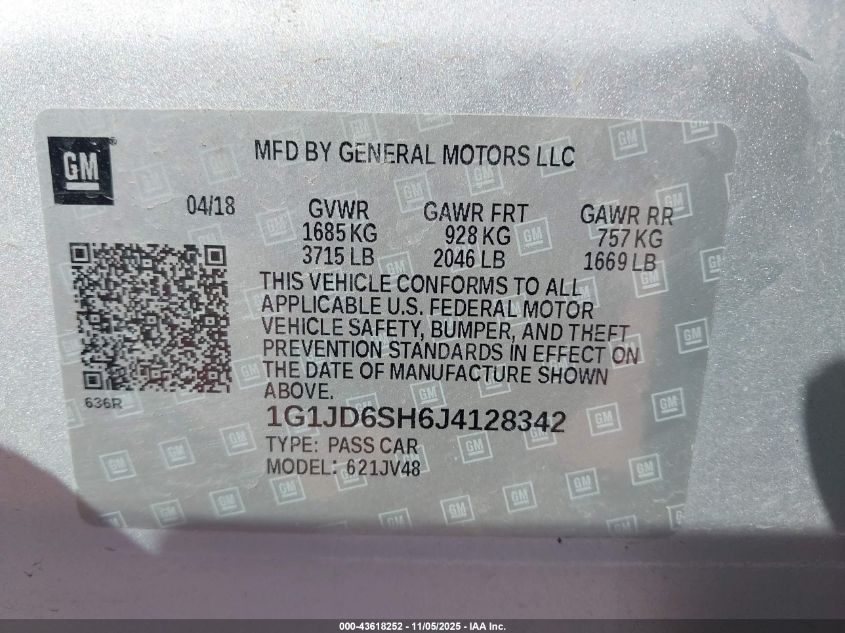 GM
MFD BY GENERAL MOTORS LLC
04/18 GVWR GAWR FRT GAWR RR
1685 KG 928 KG 757 KG
3715 LB 2046 LB 1669 LB
THIS VEHICLE CONFORMS TO ALL
APPLICABLE U.S. FEDERAL MOTOR
VEHICLE SAFETY, BUMPER, AND THEFT
PREVENTION STANDARDS IN EFFECT ON
THE DATE OF MANUFACTURE SHOWN
ABOVE.
636R
1G1JD6SH6J4128342
TYPE: PASS CAR
MODEL: 621JV48
000-43618252 - 11/05/2025 - IAA Inc.